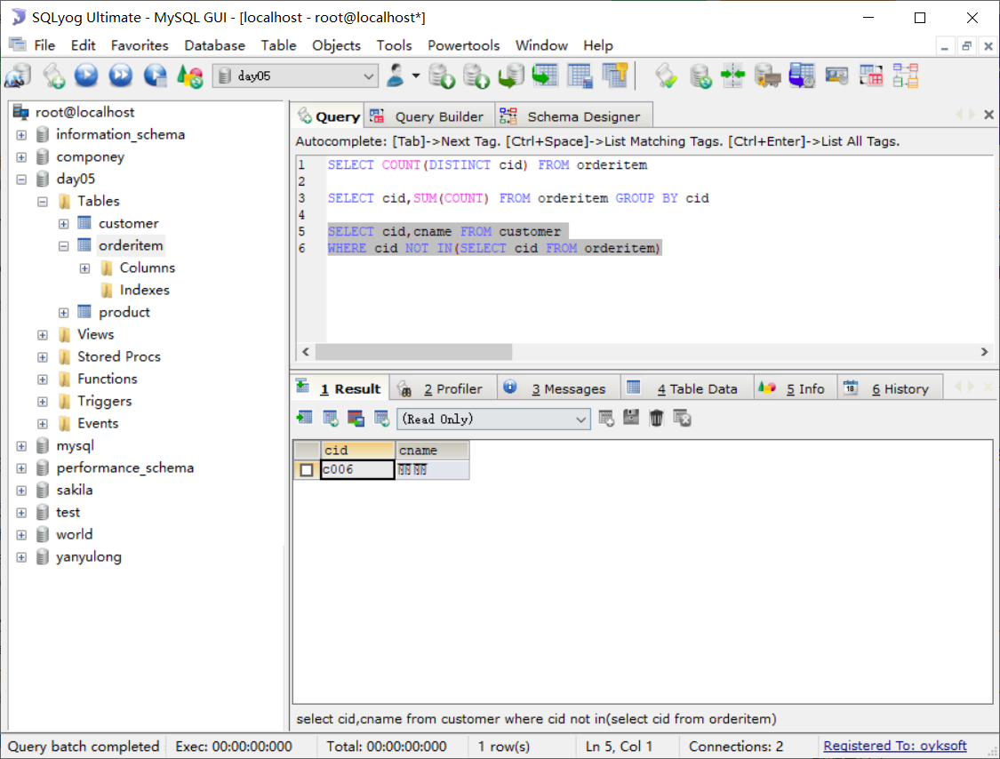 SQLyog Ultimate - MySQL GUI - [localhost - root@localhost*]
File Edit Favorites Database Table Objects Tools Powertools Window Help
day05
root@localhost
information_schema
componey
day05
Tables
customer
orderitem
Columns
Indexes
product
Views
Stored Procs
Functions
Triggers
Events
mysql
performance_schema
sakila
test
world
yanyulong
Query Query Builder Schema Designer
Autocomplete: [Tab]->Next Tag. [Ctrl+Space]->List Matching Tags. [Ctrl+Enter]->List All Tags.
1 SELECT COUNT(DISTINCT cid) FROM orderitem
2
3 SELECT cid,SUM(COUNT) FROM orderitem GROUP BY cid
4
5 SELECT cid,cname FROM customer
6 WHERE cid NOT IN(SELECT cid FROM orderitem)
1 Result 2 Profiler 3 Messages 4 Table Data 5 Info 18 6 History
(Read Only)
cid cname
c006
select cid,cname from customer where cid not in(select cid from orderitem)
Query batch completed Exec: 00:00:00:000 Total: 00:00:00:000 1 row(s) Ln 5, Col 1 Connections: 2 Registered To: oyksoft